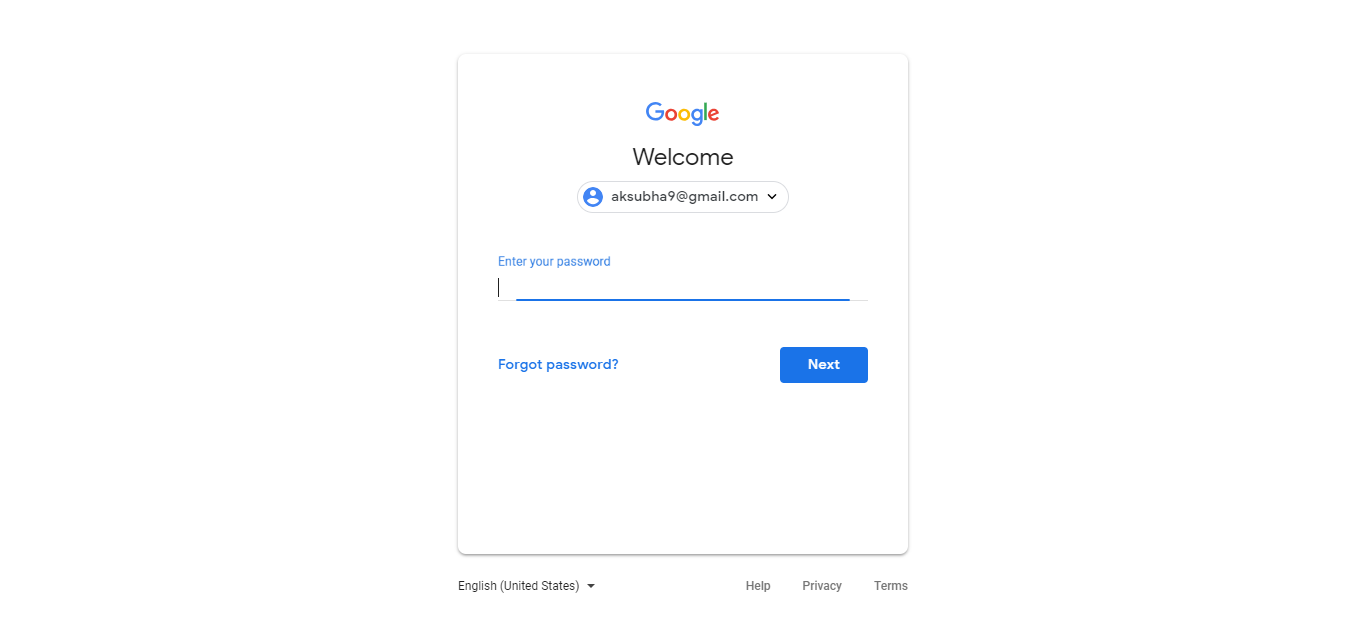 Google
Welcome
aksubha9@gmail.com
Enter your password
Forgot password?
Next
English (United States)
Help
Privacy
Terms